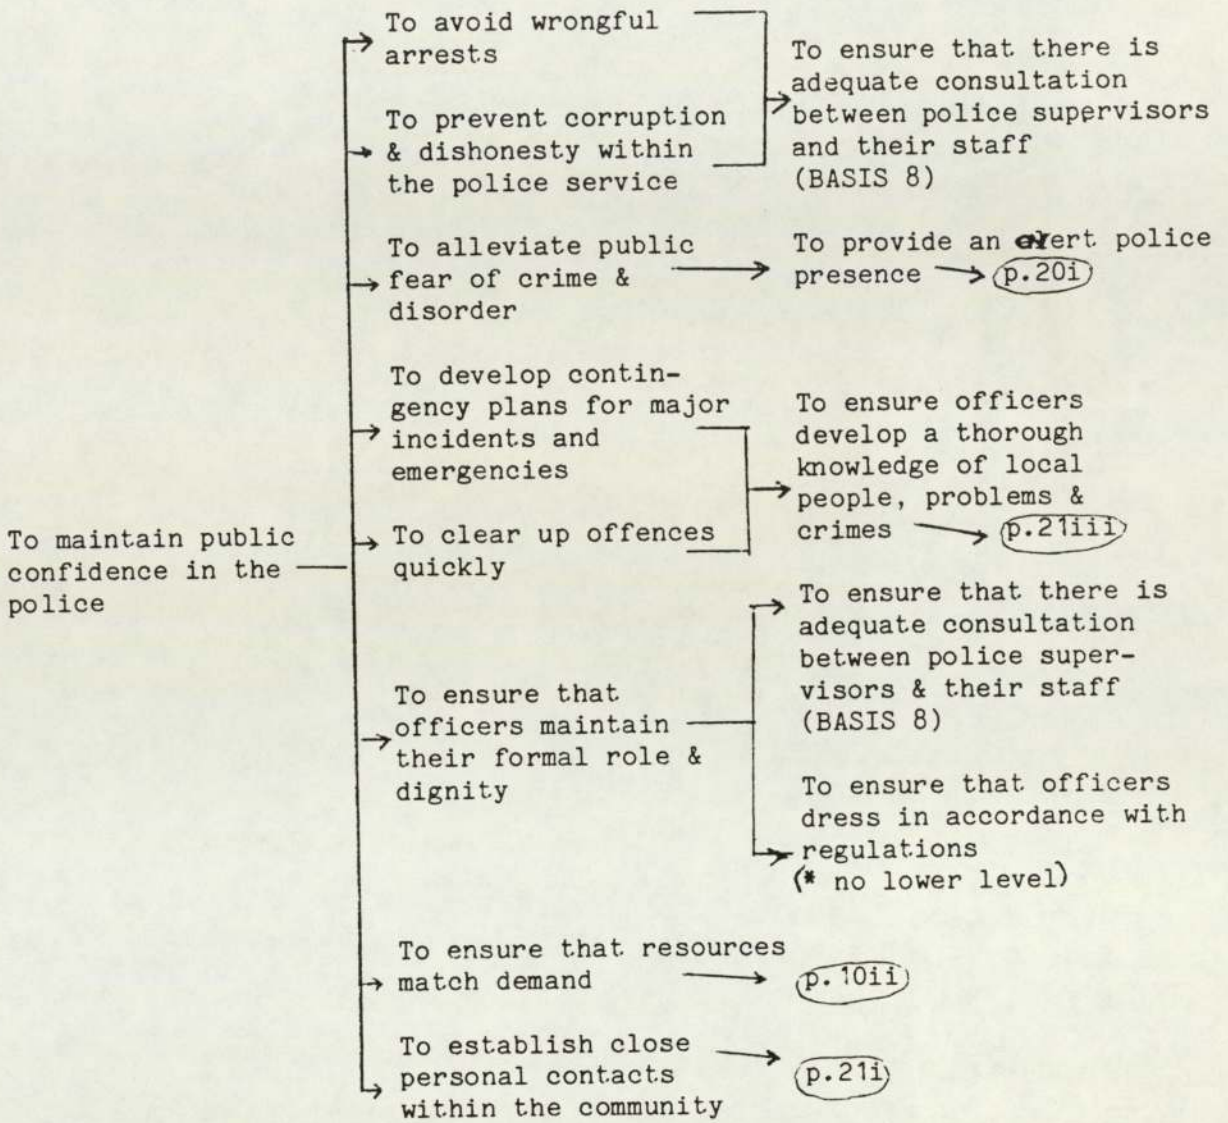 To maintain public
confidence in the
police
To avoid wrongful
arrests
To prevent corruption
& dishonesty within
the police service
To alleviate public
fear of crime &
disorder
To develop contin-
gency plans for major
incidents and
emergencies
To clear up offences
quickly
To ensure that
officers maintain
their formal role &
dignity
To ensure that resources
match demand
To establish close
personal contacts
within the community
To ensure that there is
adequate consultation
between police supervisors
and their staff
(BASIS 8)
To provide an overt police
presence p.20i
To ensure officers
develop a thorough
knowledge of local
people, problems &
crimes p.21iii
To ensure that there is
adequate consultation
between police super-
visors & their staff
(BASIS 8)
To ensure that officers
dress in accordance with
regulations
(* no lower level)
p.10ii
p.21i